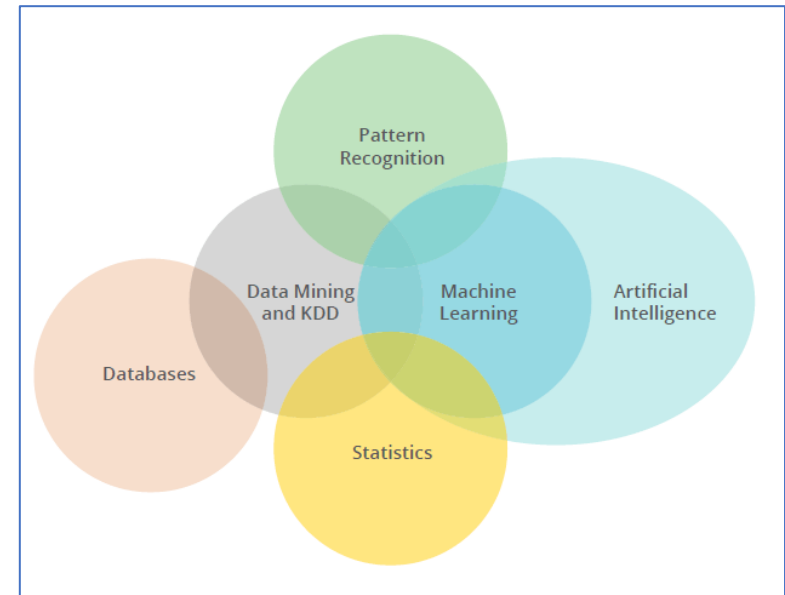 Pattern
Recognition
Data Mining
and KDD
Machine
Learning
Artificial
Intelligence
Databases
Statistics